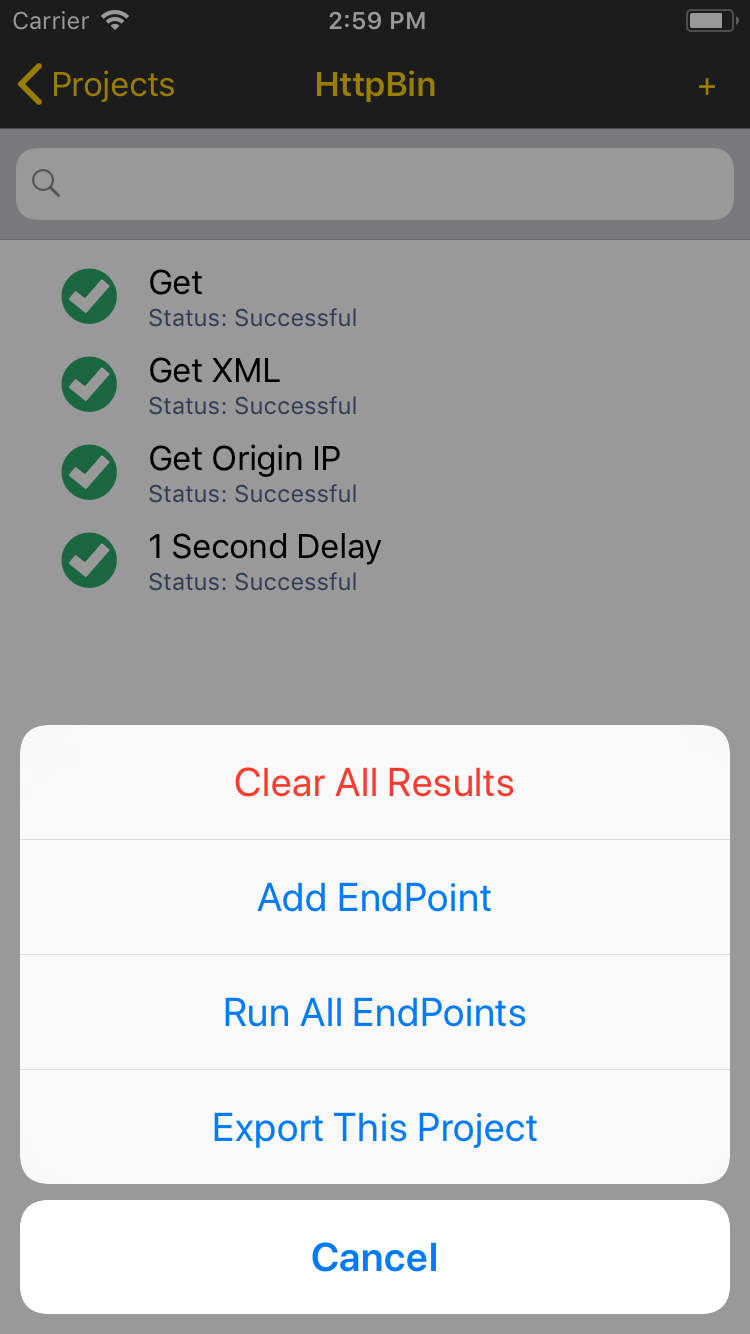 Carrier 2:59 PM
Projects HttpBin +
Get
Status: Successful
Get XML
Status: Successful
Get Origin IP
Status: Successful
1 Second Delay
Status: Successful
Clear All Results
Add EndPoint
Run All EndPoints
Export This Project
Cancel